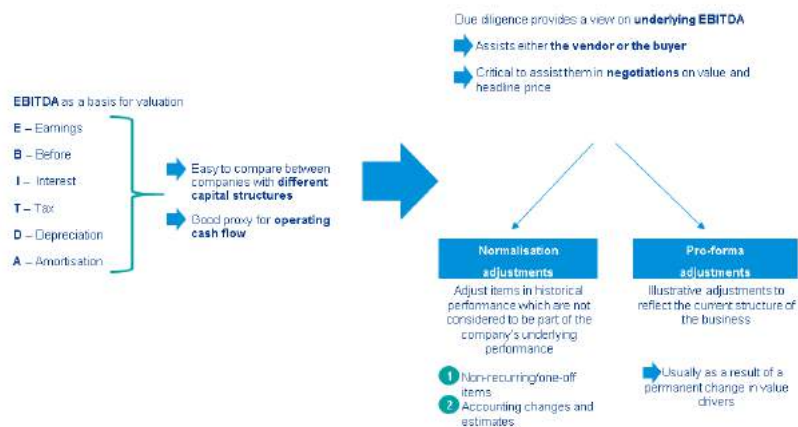 EBITDA as a basis for valuation
E – Earnings
B – Before
I – Interest
T – Tax
D – Depreciation
A – Amortisation
Easy to compare between
companies with different
capital structures
Good proxy for operating
cash flow
Due diligence provides a view on underlying EBITDA
Assists either the vendor or the buyer
Critical to assist them in negotiations on value and
headline price
Normalisation
adjustments
Adjust items in historical
performance which are not
considered to be part of the
company's underlying
performance
1 Non-recurring/one-off
items
2 Accounting changes and
estimates
Pro-forma
adjustments
Illustrative adjustments to
reflect the current structure of
the business
Usually as a result of a
permanent change in value
drivers